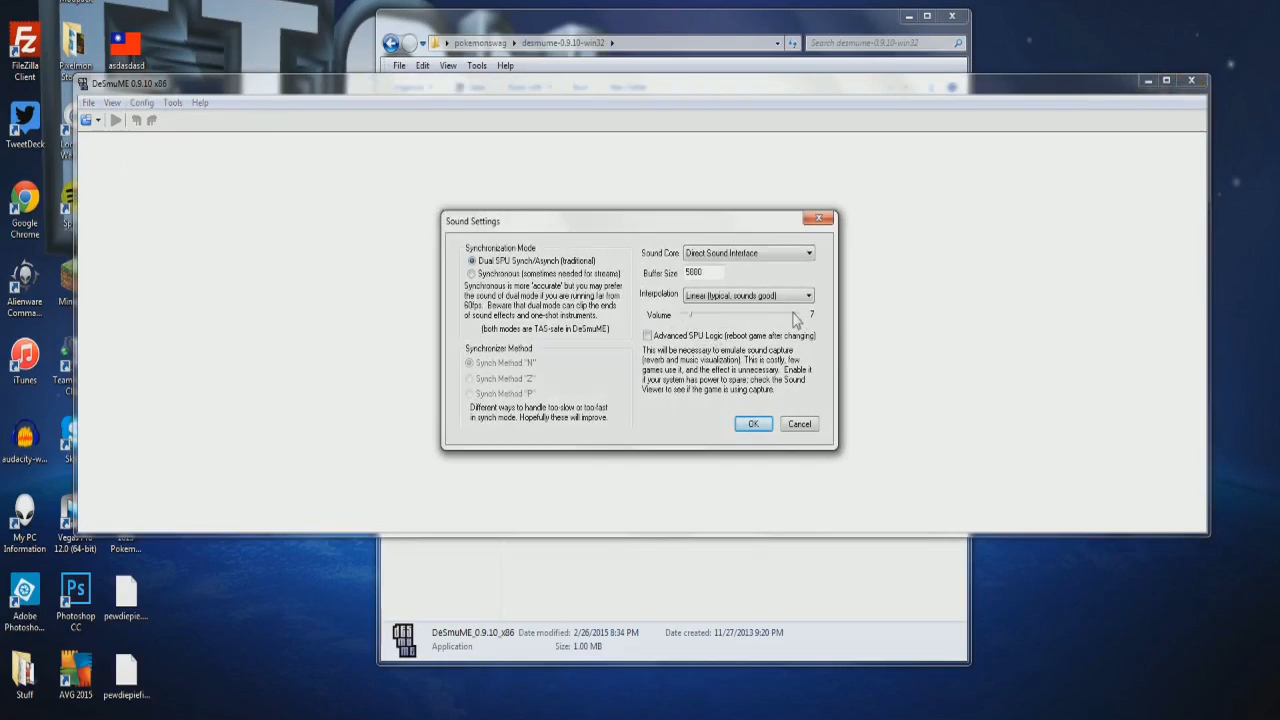 FileZilla
Client
Pixelmon
asdasdasd
TweetDeck
Google
Chrome
Alienware
Comma...
iTunes
audacity-w...
My PC
Information
Vegas Pro
12.0 (64-bit)
Pokem...
Adobe
Photosho...
Photoshop
CC
pewdiepie....
Stuff
AVG 2015
pewdiepiefi...
pokemonswag
desmume-0.9.10-win32
Search desmume-0.9.10-win32
File Edit View Tools Help
DeSmuME 0.9.10 x86
File View Config Tools Help
Sound Settings
Synchronization Mode
Dual SPU Synch/Asynch (traditional)
Synchronous (sometimes needed for streams)
Synchronous is more 'accurate' but you may prefer
the sound of dual mode if you are running far from
60fps. Beware that dual mode can clip the ends
of sound effects and one-shot instruments.
(both modes are TAS-safe in DeSmuME)
Synchronizer Method
Synch Method "N"
Synch Method "Z"
Synch Method "P"
Different ways to handle too-slow or too-fast
in synch mode. Hopefully these will improve.
Sound Core Direct Sound Interface
Buffer Size 5880
Interpolation Linear (typical, sounds good)
Volume 7
Advanced SPU Logic (reboot game after changing)
This will be necessary to emulate sound capture
(reverb and music visualization). This is costly, few
games use it, and the effect is unnecessary. Enable it
if your system has power to spare; check the Sound
Viewer to see if the game is using capture.
OK Cancel
DeSmuME_0.9.10_x86 Date modified: 2/26/2015 8:34 PM Date created: 11/27/2013 9:20 PM
Application Size: 1.00 MB